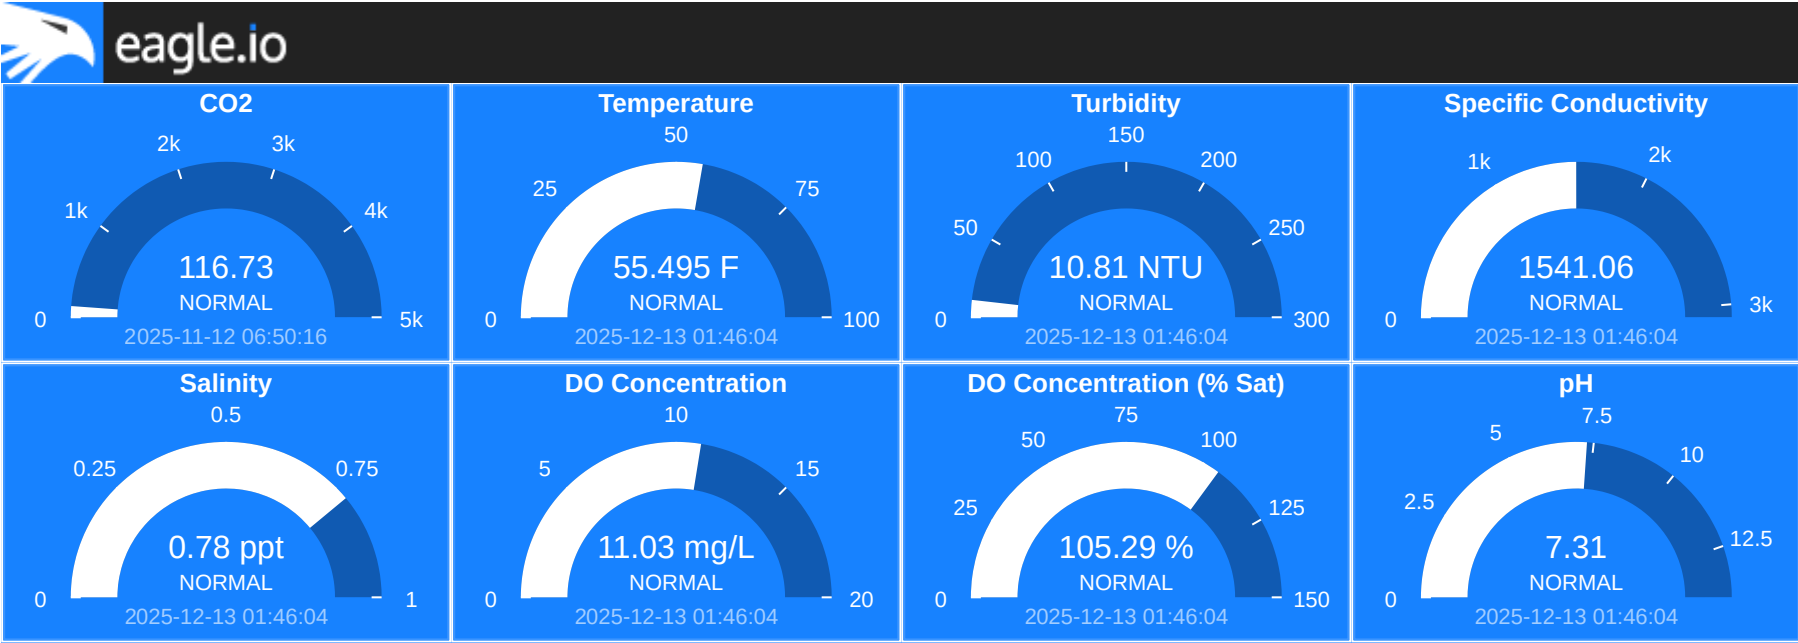 eagle.io
CO2
2k
3k
1k
4k
116.73
NORMAL
0
5k
2025-11-12 06:50:16
Temperature
50
25
75
55.495 F
NORMAL
0
100
2025-12-13 01:46:04
Turbidity
150
100
200
50
250
10.81 NTU
NORMAL
0
300
2025-12-13 01:46:04
Specific Conductivity
1k
2k
1541.06
NORMAL
0
3k
2025-12-13 01:46:04
Salinity
0.5
0.25
0.75
0.78 ppt
NORMAL
0
1
2025-12-13 01:46:04
DO Concentration
10
5
15
11.03 mg/L
NORMAL
0
20
2025-12-13 01:46:04
DO Concentration (% Sat)
75
50
100
25
125
105.29 %
NORMAL
0
150
2025-12-13 01:46:04
pH
7.5
5
10
2.5
12.5
7.31
NORMAL
0
2025-12-13 01:46:04